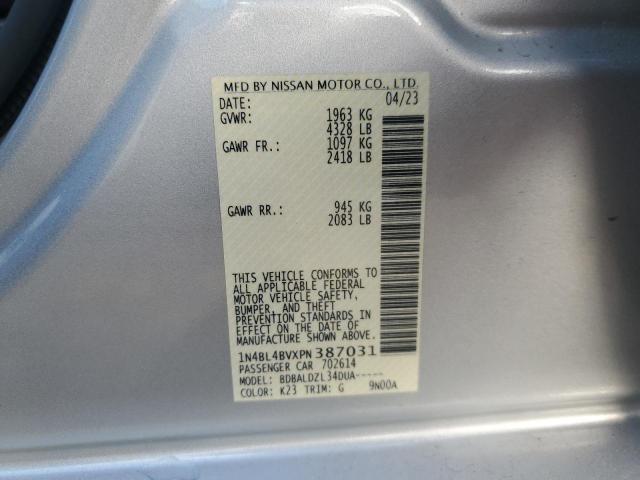 MFD BY NISSAN MOTOR CO., LTD.
DATE: 04/23
GVWR: 1963 KG
4328 LB
GAWR FR.: 1097 KG
2418 LB
GAWR RR.: 945 KG
2083 LB
THIS VEHICLE CONFORMS TO
ALL APPLICABLE FEDERAL
MOTOR VEHICLE SAFETY,
BUMPER, AND THEFT
PREVENTION STANDARDS IN
EFFECT ON THE DATE OF
MANUFACTURE SHOWN ABOVE.
1N4BL4BVXPN387031
PASSENGER CAR 702614
MODEL: BDBALDZL34DUA-----
COLOR: K23 TRIM: G 9N00A